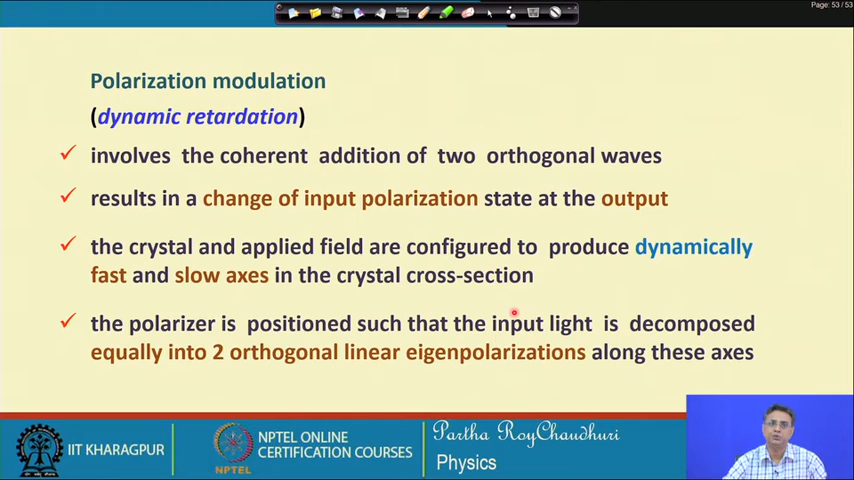 Page: 53 / 53
Polarization modulation
(dynamic retardation)
✓ involves the coherent addition of two orthogonal waves
✓ results in a change of input polarization state at the output
✓ the crystal and applied field are configured to produce dynamically
fast and slow axes in the crystal cross-section
✓ the polarizer is positioned such that the input light is decomposed
equally into 2 orthogonal linear eigenpolarizations along these axes
IIT KHARAGPUR
NPTEL
NPTEL ONLINE
CERTIFICATION COURSES
Partha RoyChaudhuri
Physics